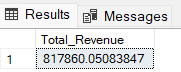 Results Messages
Total_Revenue
1 817860.05083847